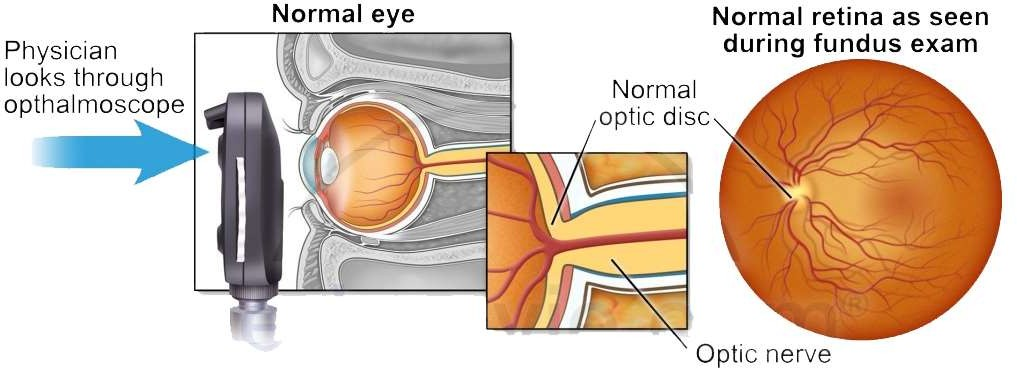 Normal eye
Physician
looks through
opthalmoscope
Normal
optic disc
Optic nerve
Normal retina as seen
during fundus exam